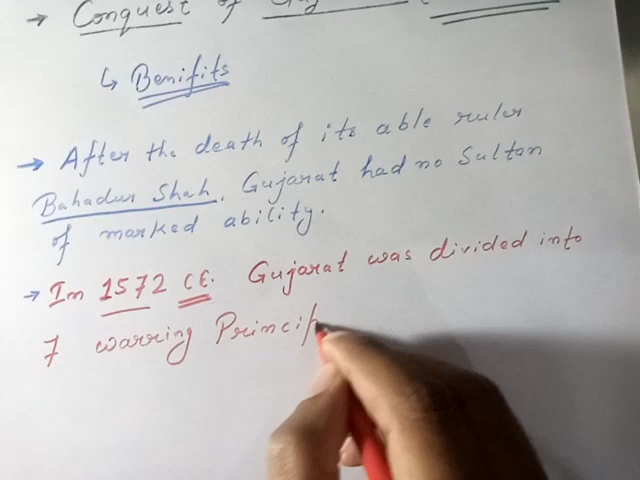 → Conquest of
↳ Benifits
→ After the death of its able ruler
Bahadur Shah, Gujarat had no Sultan
of marked ability.
→ In 1572 CE. Gujarat was divided into
7 warring Princip